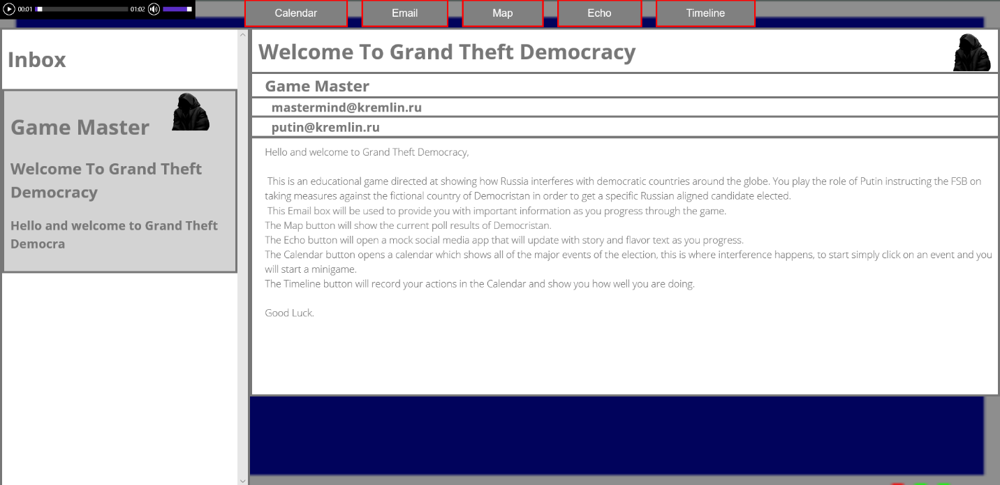 00:01
01:02
Calendar
Email
Map
Echo
Timeline
Inbox
Game Master
Welcome To Grand Theft
Democracy
Hello and welcome to Grand Theft
Democra
Welcome To Grand Theft Democracy
Game Master
mastermind@kremlin.ru
putin@kremlin.ru
Hello and welcome to Grand Theft Democracy,
This is an educational game directed at showing how Russia interferes with democratic countries around the globe. You play the role of Putin instructing the FSB on
taking measures against the fictional country of Democristan in order to get a specific Russian aligned candidate elected.
This Email box will be used to provide you with important information as you progress through the game.
The Map button will show the current poll results of Democristan.
The Echo button will open a mock social media app that will update with story and flavor text as you progress.
The Calendar button opens a calendar which shows all of the major events of the election, this is where interference happens, to start simply click on an event and you
will start a minigame.
The Timeline button will record your actions in the Calendar and show you how well you are doing.
Good Luck.